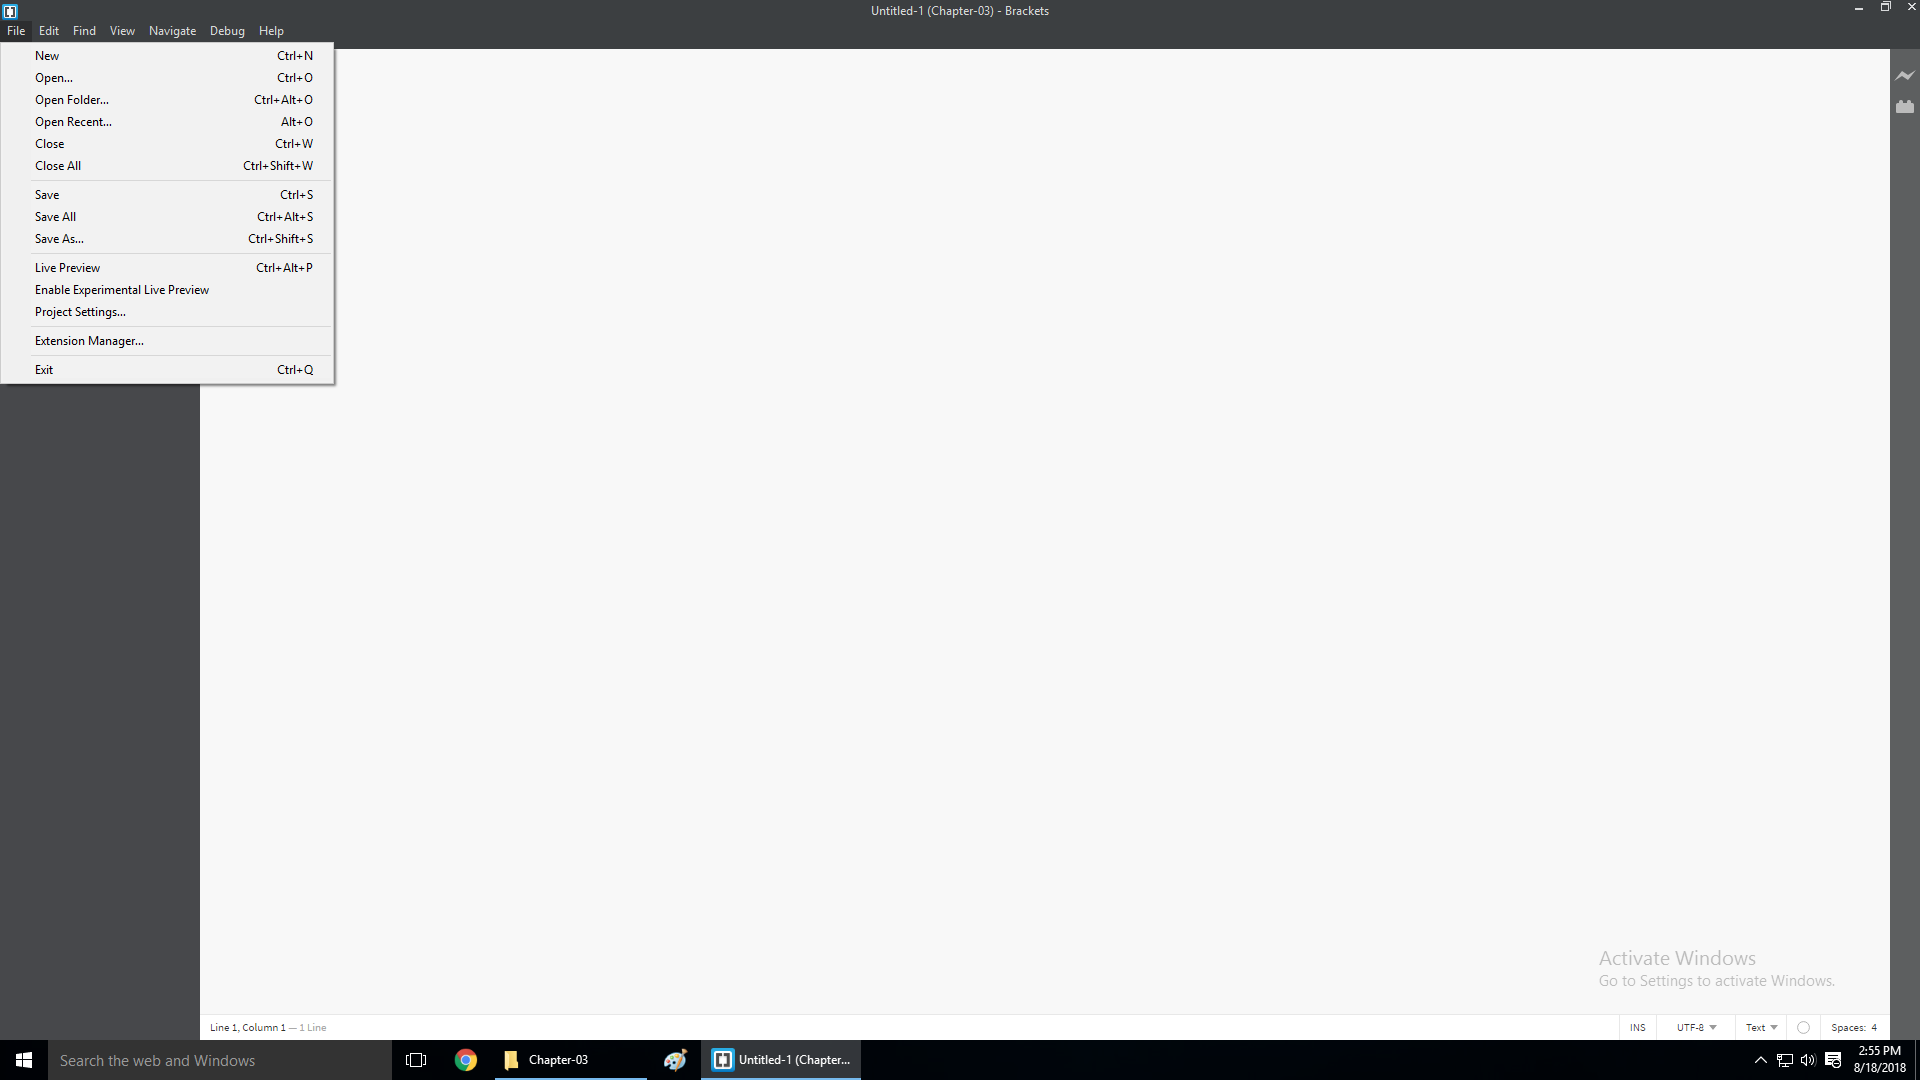 Untitled-1 (Chapter-03) - Brackets
File Edit Find View Navigate Debug Help
New Ctrl+N
Open... Ctrl+O
Open Folder... Ctrl+Alt+O
Open Recent... Alt+O
Close Ctrl+W
Close All Ctrl+Shift+W
Save Ctrl+S
Save All Ctrl+Alt+S
Save As... Ctrl+Shift+S
Live Preview Ctrl+Alt+P
Enable Experimental Live Preview
Project Settings...
Extension Manager...
Exit Ctrl+Q
Activate Windows
Go to Settings to activate Windows.
Line 1, Column 1 — 1 Line INS UTF-8 Text Spaces: 4
Search the web and Windows Chapter-03 Untitled-1 (Chapter... 2:55 PM
8/18/2018